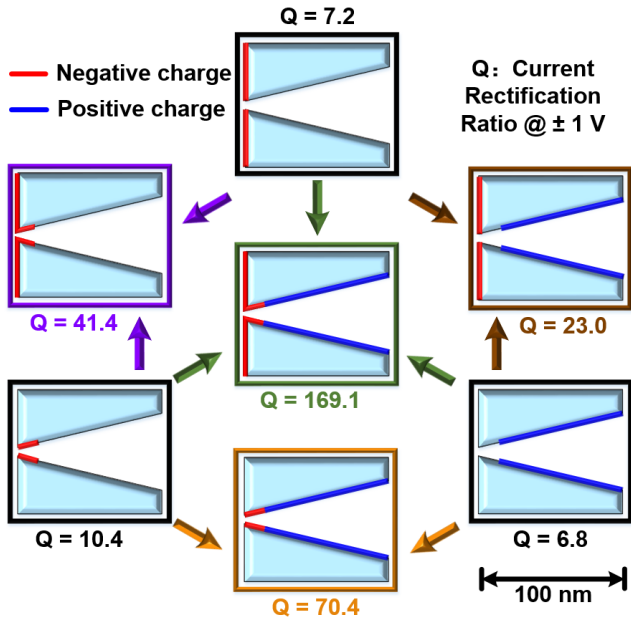 Q = 7.2
Negative charge
Positive charge
Q: Current
Rectification
Ratio @ ± 1 V
Q = 41.4
Q = 23.0
Q = 169.1
Q = 10.4
Q = 6.8
Q = 70.4
100 nm